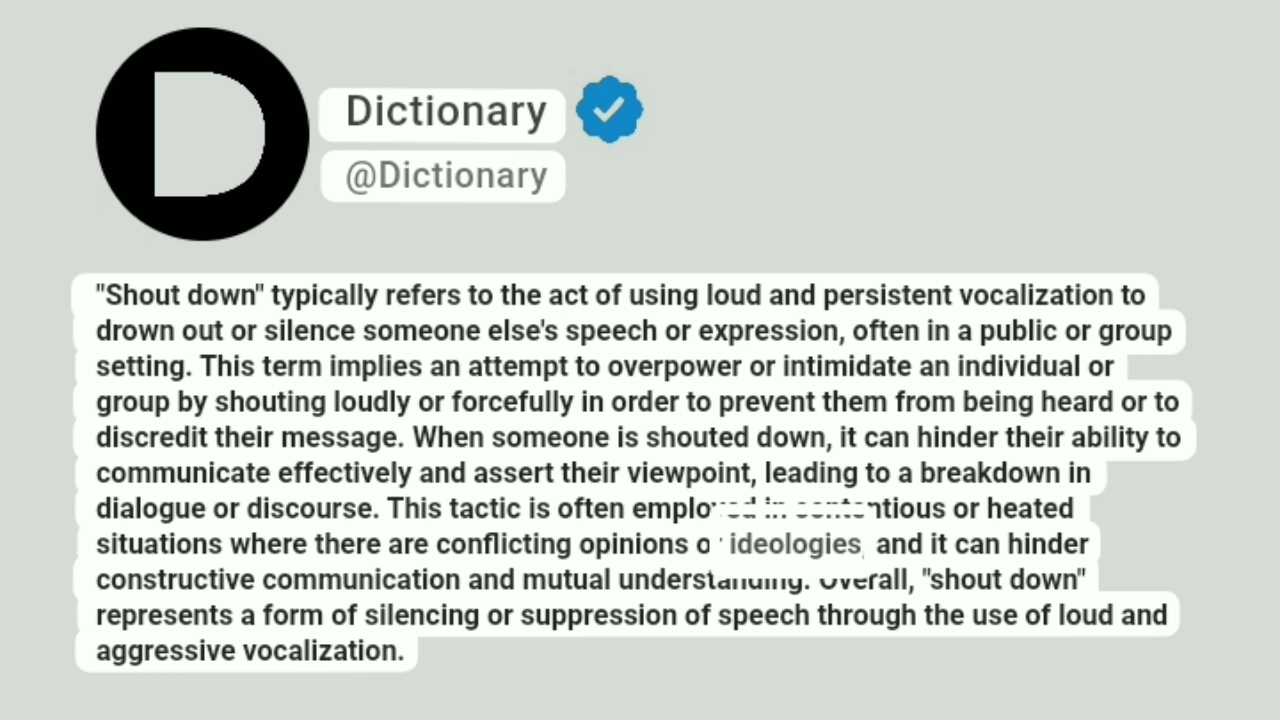 D
Dictionary
@Dictionary
"Shout down" typically refers to the act of using loud and persistent vocalization to
drown out or silence someone else's speech or expression, often in a public or group
setting. This term implies an attempt to overpower or intimidate an individual or
group by shouting loudly or forcefully in order to prevent them from being heard or to
discredit their message. When someone is shouted down, it can hinder their ability to
communicate effectively and assert their viewpoint, leading to a breakdown in
dialogue or discourse. This tactic is often employed in contentious or heated
situations where there are conflicting opinions or ideologies, and it can hinder
constructive communication and mutual understanding. Overall, "shout down"
represents a form of silencing or suppression of speech through the use of loud and
aggressive vocalization.